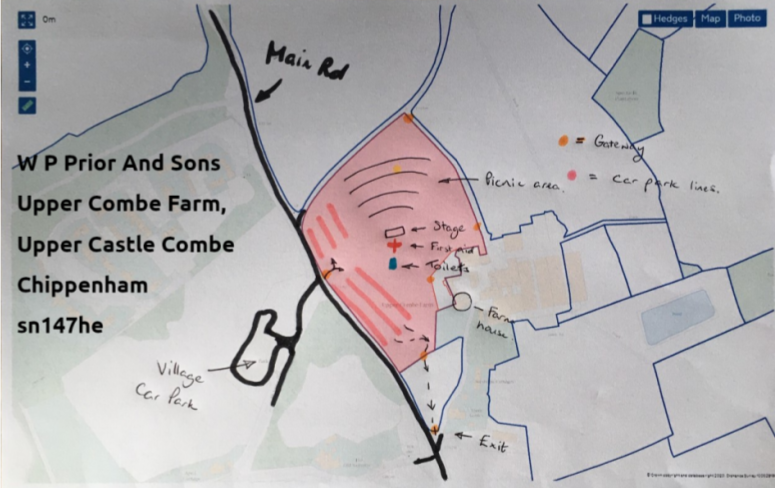 0m
Hedges Map Photo
Main Rd
W P Prior And Sons
Upper Combe Farm,
Upper Castle Combe
Chippenham
sn147he
= Gateway
= Car park lines.
Picnic area.
Stage
First aid
Toilets
Farm
house.
Village
Car Park
Exit